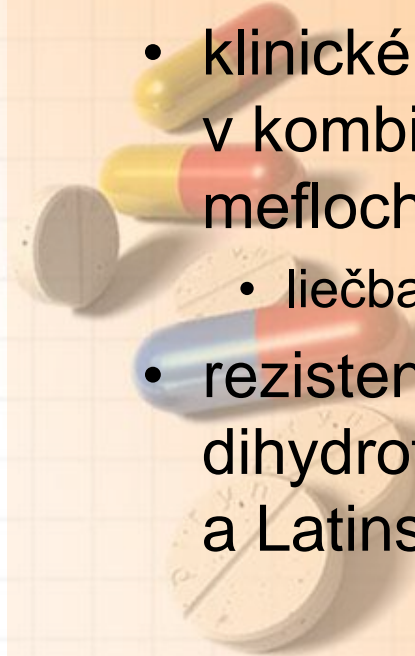 • klinické
v kombi
mefloch
• liečba
• rezisten
dihydro
a Latins